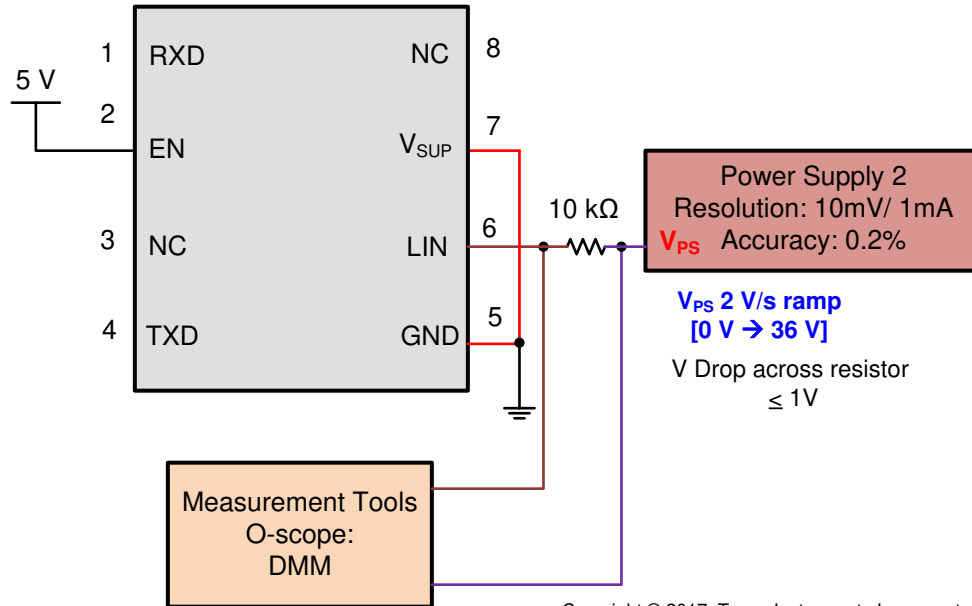 1
RXD
NC
8
5 V
2
EN
VSUP
7
3
NC
LIN
6
10 kΩ
4
TXD
GND
5
Power Supply 2
Resolution: 10mV/ 1mA
VPS Accuracy: 0.2%
VPS 2 V/s ramp
[0 V → 36 V]
V Drop across resistor
≤ 1V
Measurement Tools
O-scope:
DMM